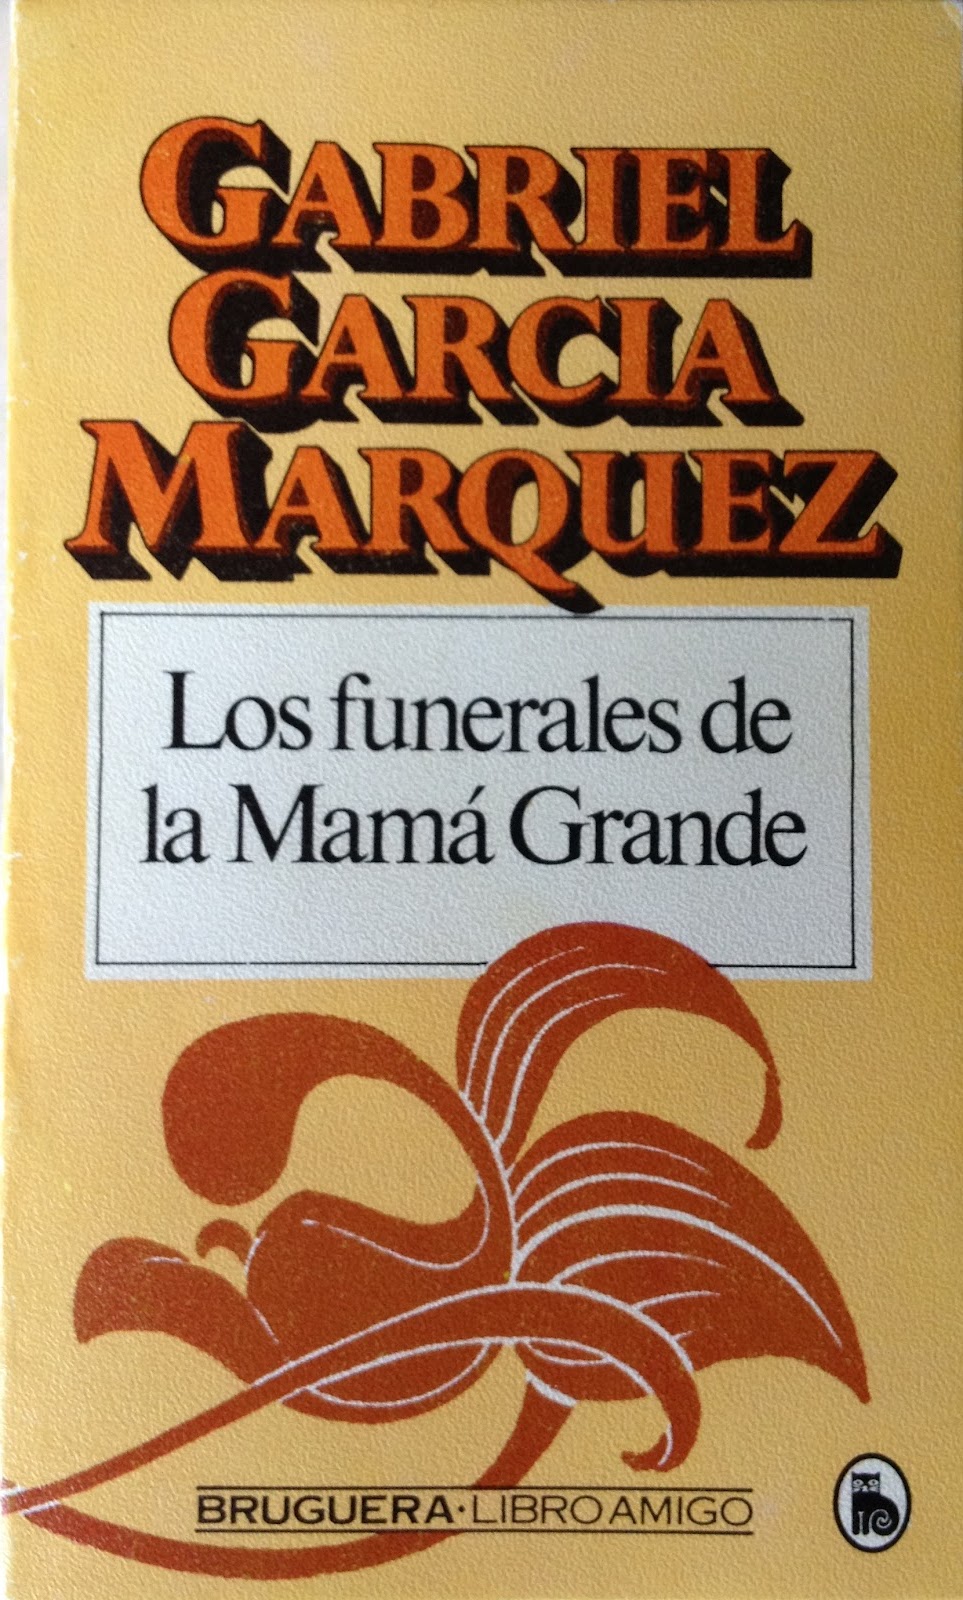 GABRIEL
GARCIA
MARQUEZ
Los funerales de
la Mamá Grande
BRUGUERA · LIBRO AMIGO